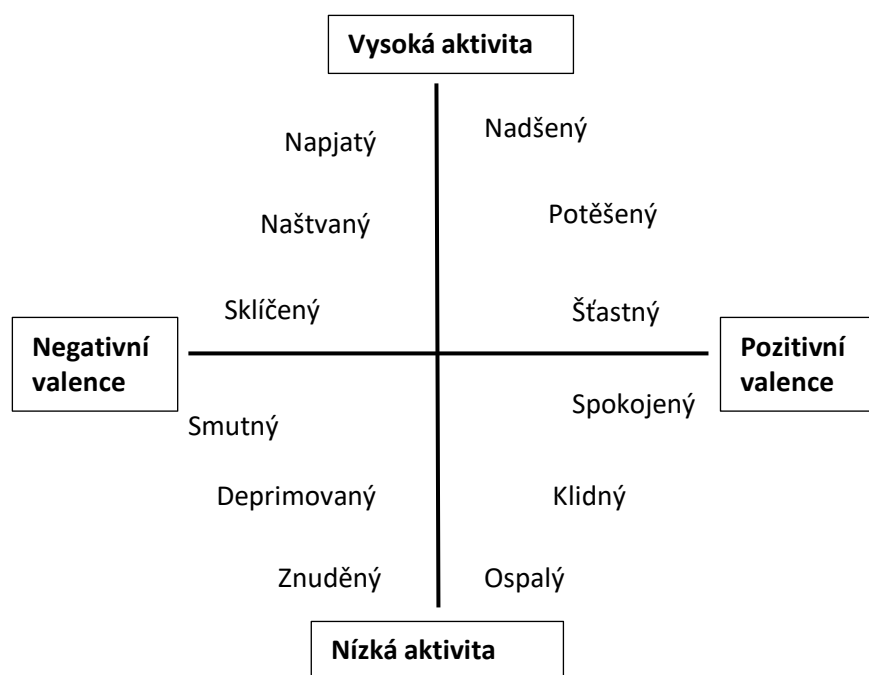 Vysoká aktivita
Napjatý
Nadšený
Naštvaný
Potěšený
Sklíčený
Šťastný
Negativní
valence
Pozitivní
valence
Smutný
Spokojený
Deprimovaný
Klidný
Znuděný
Ospalý
Nízká aktivita